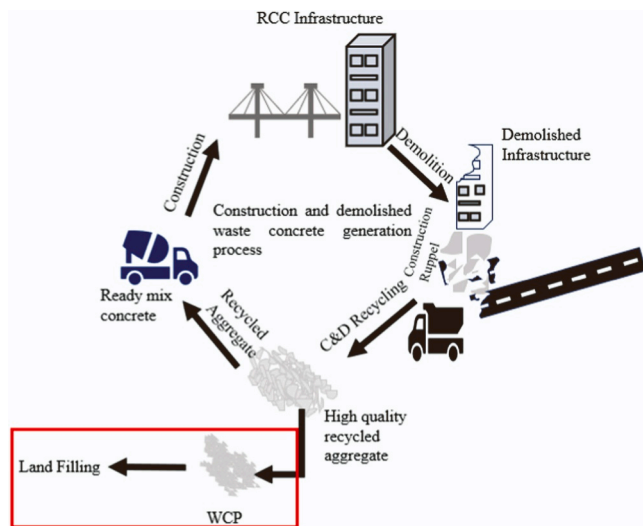 RCC Infrastructure
Demolition
Demolished
Infrastructure
Construction
Construction and demolished
waste concrete generation
process
Construction
Ruppel
Ready mix
concrete
Recycled
Aggregate
C&D Recycling
High quality
recycled
aggregate
Land Filling
WCP